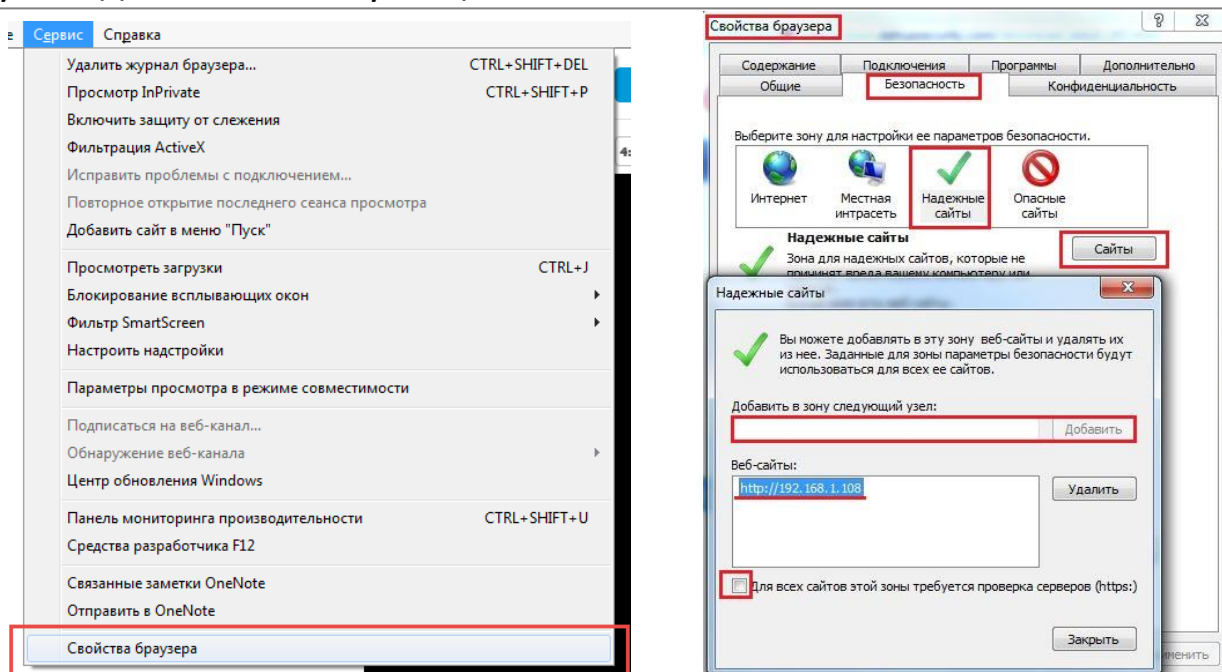 Сервис Справка
Удалить журнал браузера... CTRL+SHIFT+DEL
Просмотр InPrivate CTRL+SHIFT+P
Включить защиту от слежения
Фильтрация ActiveX
Исправить проблемы с подключением...
Повторное открытие последнего сеанса просмотра
Добавить сайт в меню "Пуск"
Просмотреть загрузки CTRL+J
Блокирование всплывающих окон
Фильтр SmartScreen
Настроить надстройки
Параметры просмотра в режиме совместимости
Подписаться на веб-канал...
Обнаружение веб-канала
Центр обновления Windows
Панель мониторинга производительности CTRL+SHIFT+U
Средства разработчика F12
Связанные заметки OneNote
Отправить в OneNote
Свойства браузера
Свойства браузера
Содержание Подключения Программы Дополнительно
Общие Безопасность Конфиденциальность
Выберите зону для настройки ее параметров безопасности.
Интернет Местная интрасеть Надежные сайты Опасные сайты
Надежные сайты
Сайты
Зона для надежных сайтов, которые не
причинят вреда вашему компьютеру или
Надежные сайты
Вы можете добавлять в эту зону веб-сайты и удалять их
из нее. Заданные для зоны параметры безопасности будут
использоваться для всех ее сайтов.
Добавить в зону следующий узел:
Добавить
Веб-сайты:
http://192.168.1.108
Удалить
Для всех сайтов этой зоны требуется проверка серверов (https:)
Закрыть